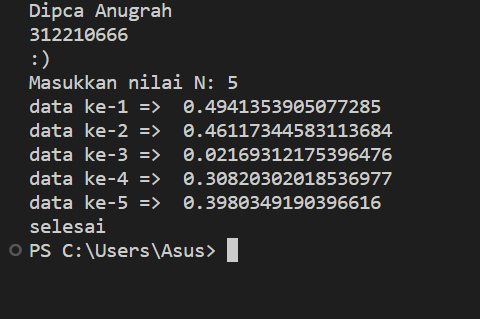 Dipca Anugrah
312210666
:)
Masukkan nilai N: 5
data ke-1 =>  0.4941353905077285
data ke-2 =>  0.46117344583113684
data ke-3 =>  0.02169312175396476
data ke-4 =>  0.30820302018536977
data ke-5 =>  0.3980349190396616
selesai
PS C:\Users\Asus>